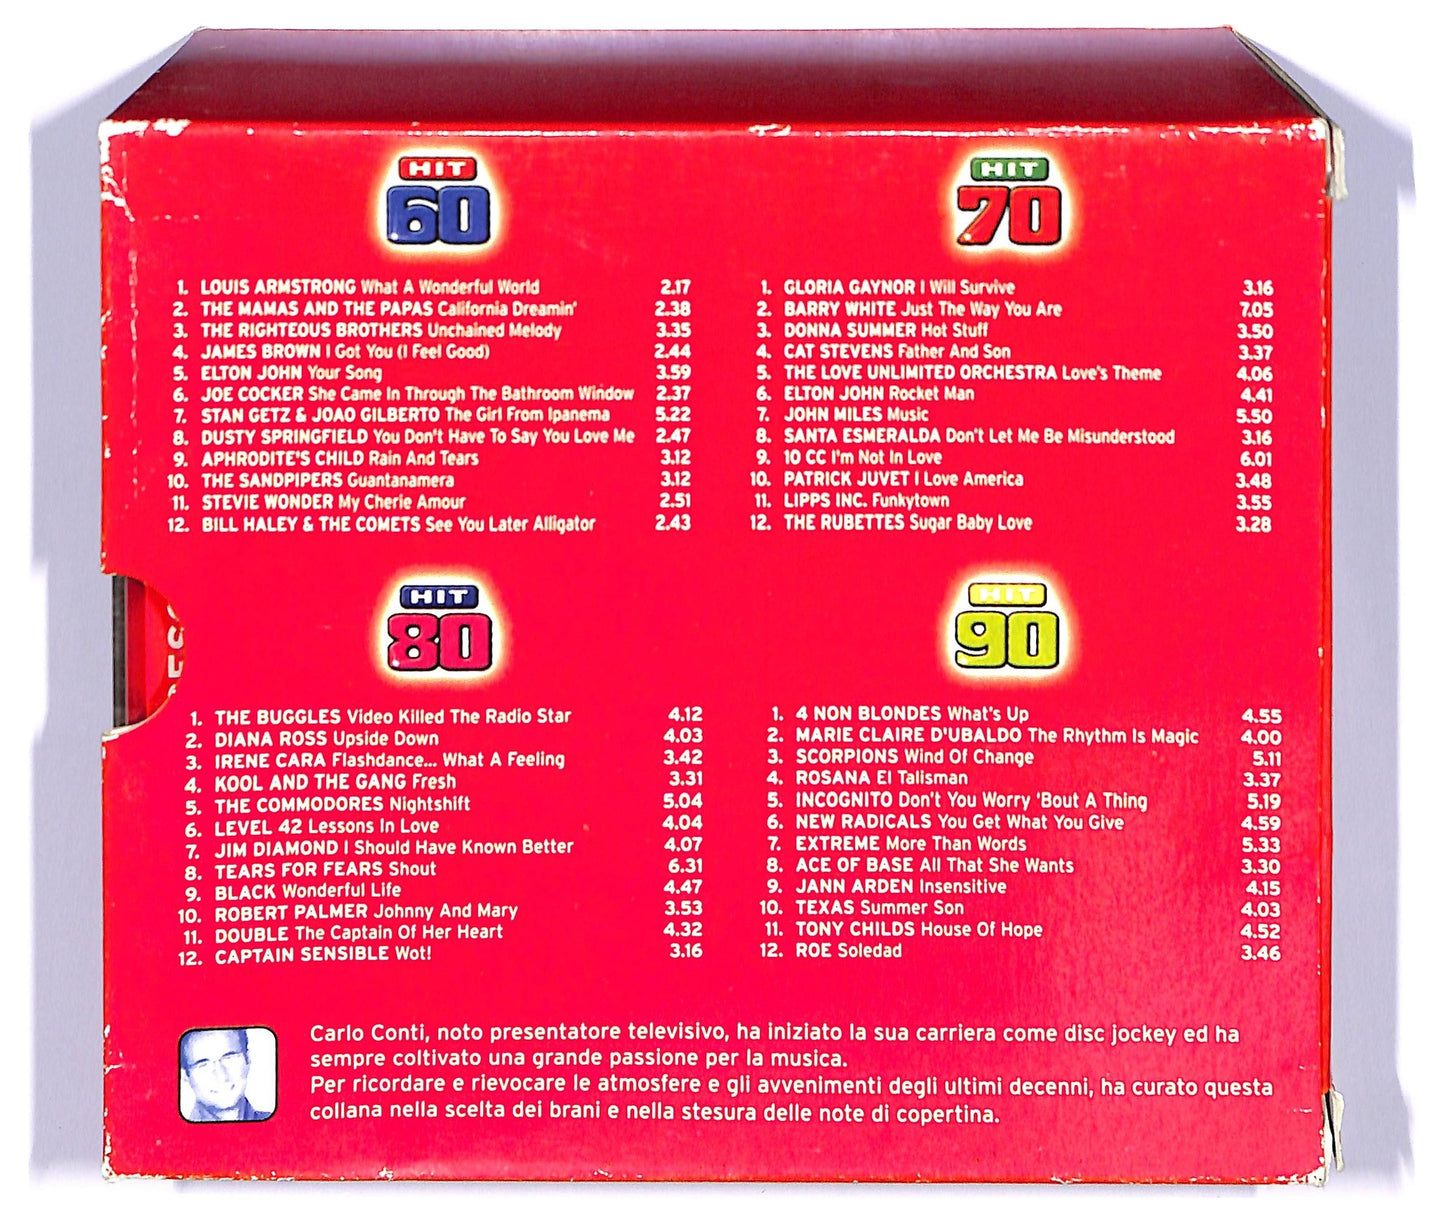 HIT
60
1. LOUIS ARMSTRONG What A Wonderful World 2.17
2. THE MAMAS AND THE PAPAS California Dreamin' 2.38
3. THE RIGHTEOUS BROTHERS Unchained Melody 3.35
4. JAMES BROWN I Got You (I Feel Good) 2.44
5. ELTON JOHN Your Song 3.59
6. JOE COCKER She Came In Through The Bathroom Window 2.37
7. STAN GETZ & JOAO GILBERTO The Girl From Ipanema 5.22
8. DUSTY SPRINGFIELD You Don't Have To Say You Love Me 2.47
9. APHRODITE'S CHILD Rain And Tears 3.12
10. THE SANDPIPERS Guantanamera 3.12
11. STEVIE WONDER My Cherie Amour 2.51
12. BILL HALEY & THE COMETS See You Later Alligator 2.43
HIT
70
1. GLORIA GAYNOR I Will Survive 3.16
2. BARRY WHITE Just The Way You Are 7.05
3. DONNA SUMMER Hot Stuff 3.50
4. CAT STEVENS Father And Son 3.37
5. THE LOVE UNLIMITED ORCHESTRA Love's Theme 4.06
6. ELTON JOHN Rocket Man 4.41
7. JOHN MILES Music 5.50
8. SANTA ESMERALDA Don't Let Me Be Misunderstood 3.16
9. 10 CC I'm Not In Love 6.01
10. PATRICK JUVET I Love America 3.48
11. LIPPS INC. Funkytown 3.55
12. THE RUBETTES Sugar Baby Love 3.28
HIT
80
1. THE BUGGLES Video Killed The Radio Star 4.12
2. DIANA ROSS Upside Down 4.03
3. IRENE CARA Flashdance... What A Feeling 3.42
4. KOOL AND THE GANG Fresh 3.31
5. THE COMMODORES Nightshift 5.04
6. LEVEL 42 Lessons In Love 4.04
7. JIM DIAMOND I Should Have Known Better 4.07
8. TEARS FOR FEARS Shout 6.31
9. BLACK Wonderful Life 4.47
10. ROBERT PALMER Johnny And Mary 3.53
11. DOUBLE The Captain Of Her Heart 4.32
12. CAPTAIN SENSIBLE Wot! 3.16
HIT
90
1. 4 NON BLONDES What's Up 4.55
2. MARIE CLAIRE D'UBALDO The Rhythm Is Magic 4.00
3. SCORPIONS Wind Of Change 5.11
4. ROSANA El Talisman 3.37
5. INCOGNITO Don't You Worry 'Bout A Thing 5.19
6. NEW RADICALS You Get What You Give 4.59
7. EXTREME More Than Words 5.33
8. ACE OF BASE All That She Wants 3.30
9. JANN ARDEN Insensitive 4.15
10. TEXAS Summer Son 4.03
11. TONY CHILDS House Of Hope 4.52
12. ROE Soledad 3.46
Carlo Conti, noto presentatore televisivo, ha iniziato la sua carriera come disc jockey ed ha
sempre coltivato una grande passione per la musica.
Per ricordare e rievocare le atmosfere e gli avvenimenti degli ultimi decenni, ha curato questa
collana nella scelta dei brani e nella stesura delle note di copertina.